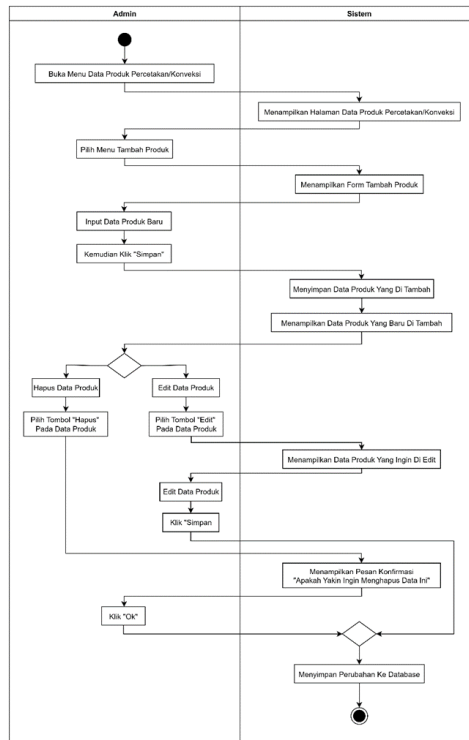 Admin
Sistem
Buka Menu Data Produk Percetakan/Konveksi
Menampilkan Halaman Data Produk Percetakan/Konveksi
Pilih Menu Tambah Produk
Menampilkan Form Tambah Produk
Input Data Produk Baru
Kemudian Klik "Simpan"
Menyimpan Data Produk Yang Di Tambah
Menampilkan Data Produk Yang Baru Di Tambah
Hapus Data Produk
Edit Data Produk
Pilih Tombol "Hapus"
Pada Data Produk
Pilih Tombol "Edit"
Pada Data Produk
Menampilkan Data Produk Yang Ingin Di Edit
Edit Data Produk
Klik "Simpan
Menampilkan Pesan Konfirmasi
"Apakah Yakin Ingin Menghapus Data Ini"
Klik "Ok"
Menyimpan Perubahan Ke Database